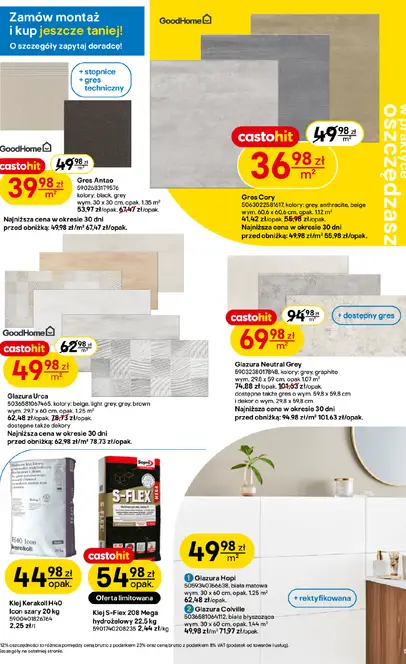 Zamów montaż
i kup jeszcze taniej!
O szczegóły zapytaj doradcę!
GoodHome
+ stopnice
+ gres
techniczny
GoodHome
castohit
49,98 zł
m²
39,98 zł
m²
Gres Antao
kolory: black, grey
wym. 30 x 30 cm, opak. 1.35 m²
53,97 zł/opak. 67,47 zł/opak.
Najniższa cena w okresie 30 dni
przed obniżką: 49,98 zł/m² 67,47 zł/opak.
w praktyce
oszczędzasz
castohit
49,98 zł
m²
36,98 zł
m²
Gres Cory
5063022581617, kolory: grey, anthracite, beige
wym. 60,6 x 60,6 cm, opak. 1.12 m²
41,42 zł/opak. 55,98 zł/opak.
Najniższa cena w okresie 30 dni
przed obniżką: 49,98 zł/m² 55,98 zł/opak.
GoodHome
62,98 zł
m²
castohit
49,98 zł
m²
Glazura Urca
5036581067465, kolory: beige, light grey, grey, brown
wym. 29,7 x 60 cm, opak. 1.25 m²
62,48 zł/opak. 78,73 zł/opak.
dostępne także dekory
Najniższa cena w okresie 30 dni
przed obniżką: 62,98 zł/m² 78,73 zł/opak.
castohit
94,98 zł
m²
+ dostępny gres
69,98 zł
m²
Glazura Neutral Grey
5903238017848, kolory: grey, graphite
wym. 29,8 x 59 cm, opak. 1.07 m²
74,88 zł/opak. 101,63 zł/opak.
dostępne także gres o wym. 59,8 x 59,8 cm
i dekor o wym. 29,8 x 59,8 cm
Najniższa cena w okresie 30 dni
przed obniżką: 94,98 zł/m² 101,63 zł/opak.
H40
kerakoll
Sopro
S-FLEX
MEGA
44,98 zł
opak.
castohit
54,98 zł
opak.
Oferta limitowana
Klej Kerakoll H40
Icon szary 20 kg
5900401826364
2,25 zł/1
Klej S-Flex 208 Mega
hydrożelowy 22,5 kg
5901740208235 2,44 zł/kg
49,98 zł
m²
1 Glazura Hopi
5059340166638, biała matowa
wym. 30 x 60 cm, opak. 1.25 m²
62,48 zł/opak.
2 Glazura Colville
5036581064112, biała błyszcząca
wym. 30 x 60 cm, opak. 1.44 m²
49,98 zł/m² 71,97 zł/opak.
+ rektyfikowana